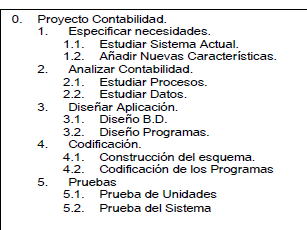 0. Proyecto Contabilidad.
1. Especificar necesidades.
1.1. Estudiar Sistema Actual.
1.2. Añadir Nuevas Características.
2. Analizar Contabilidad.
2.1. Estudiar Procesos.
2.2. Estudiar Datos.
3. Diseñar Aplicación.
3.1. Diseño B.D.
3.2. Diseño Programas.
4. Codificación.
4.1. Construcción del esquema.
4.2. Codificación de los Programas
5. Pruebas
5.1. Prueba de Unidades
5.2. Prueba del Sistema